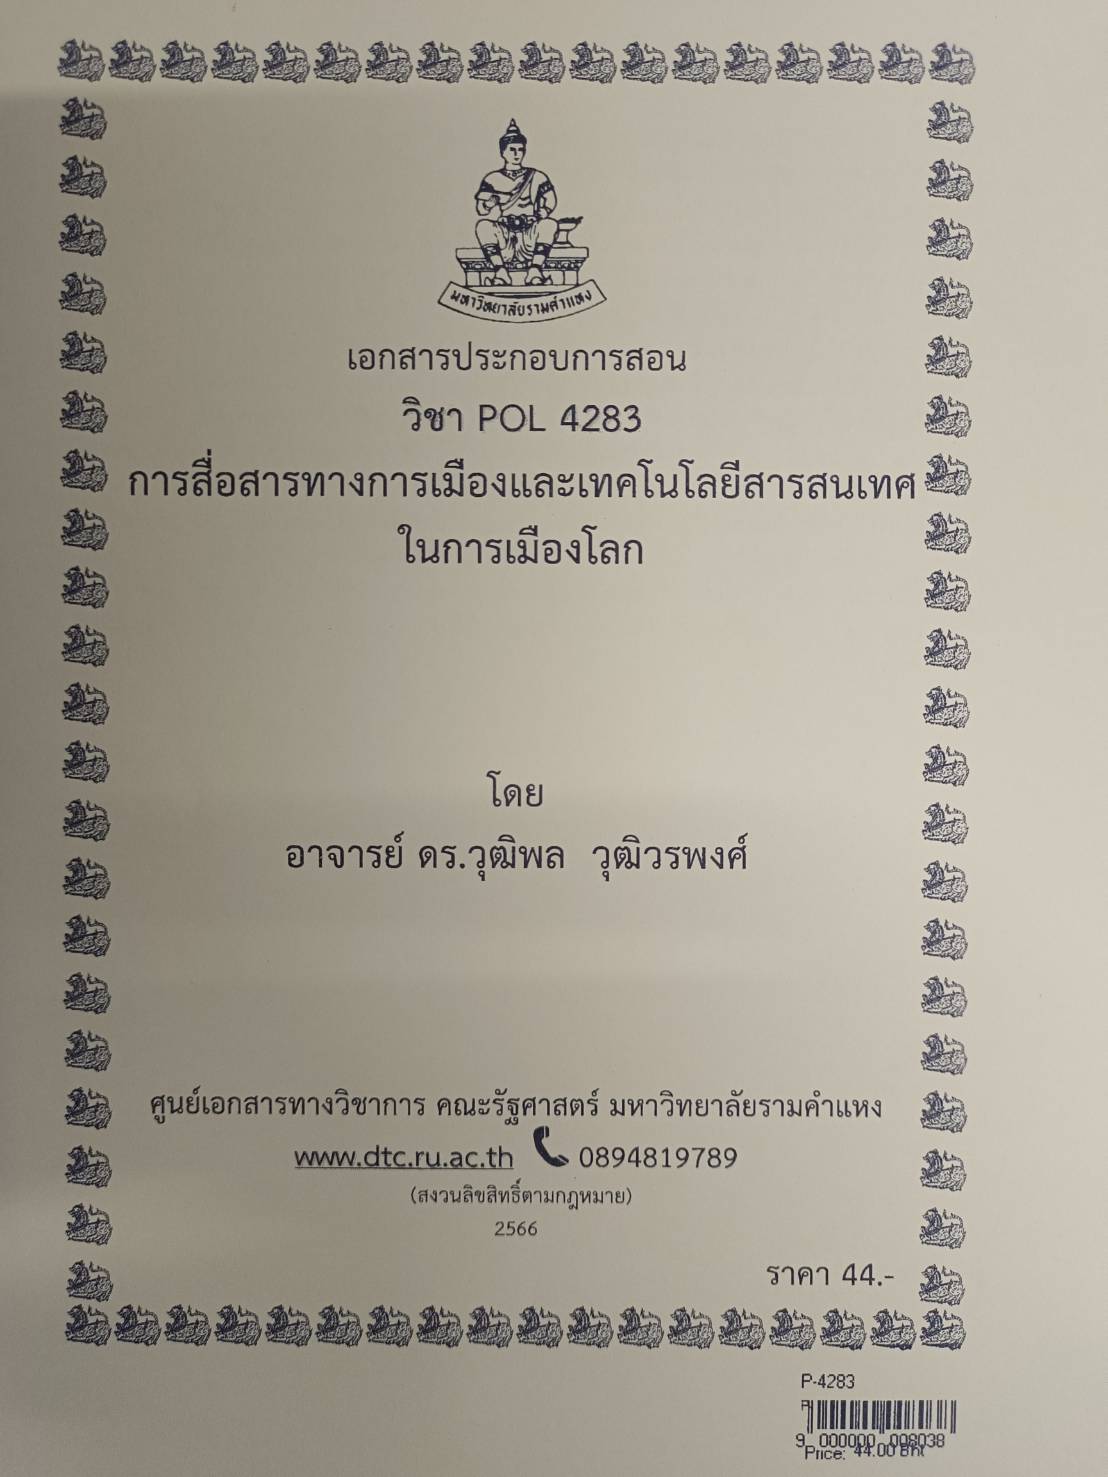 มหาวิทยาลัยรามคำแหง
เอกสารประกอบการสอน
วิชา POL 4283
การสื่อสารทางการเมืองและเทคโนโลยีสารสนเทศ
ในการเมืองโลก
โดย
อาจารย์ ดร.วุฒิพล วุฒิวรพงศ์
ศูนย์เอกสารทางวิชาการ คณะรัฐศาสตร์ มหาวิทยาลัยรามคำแหง
www.dtc.ru.ac.th 0894819789
(สงวนลิขสิทธิ์ตามกฎหมาย)
2566
ราคา 44.-
P-4283
9 000000 008038
Price: 44.00 Bht